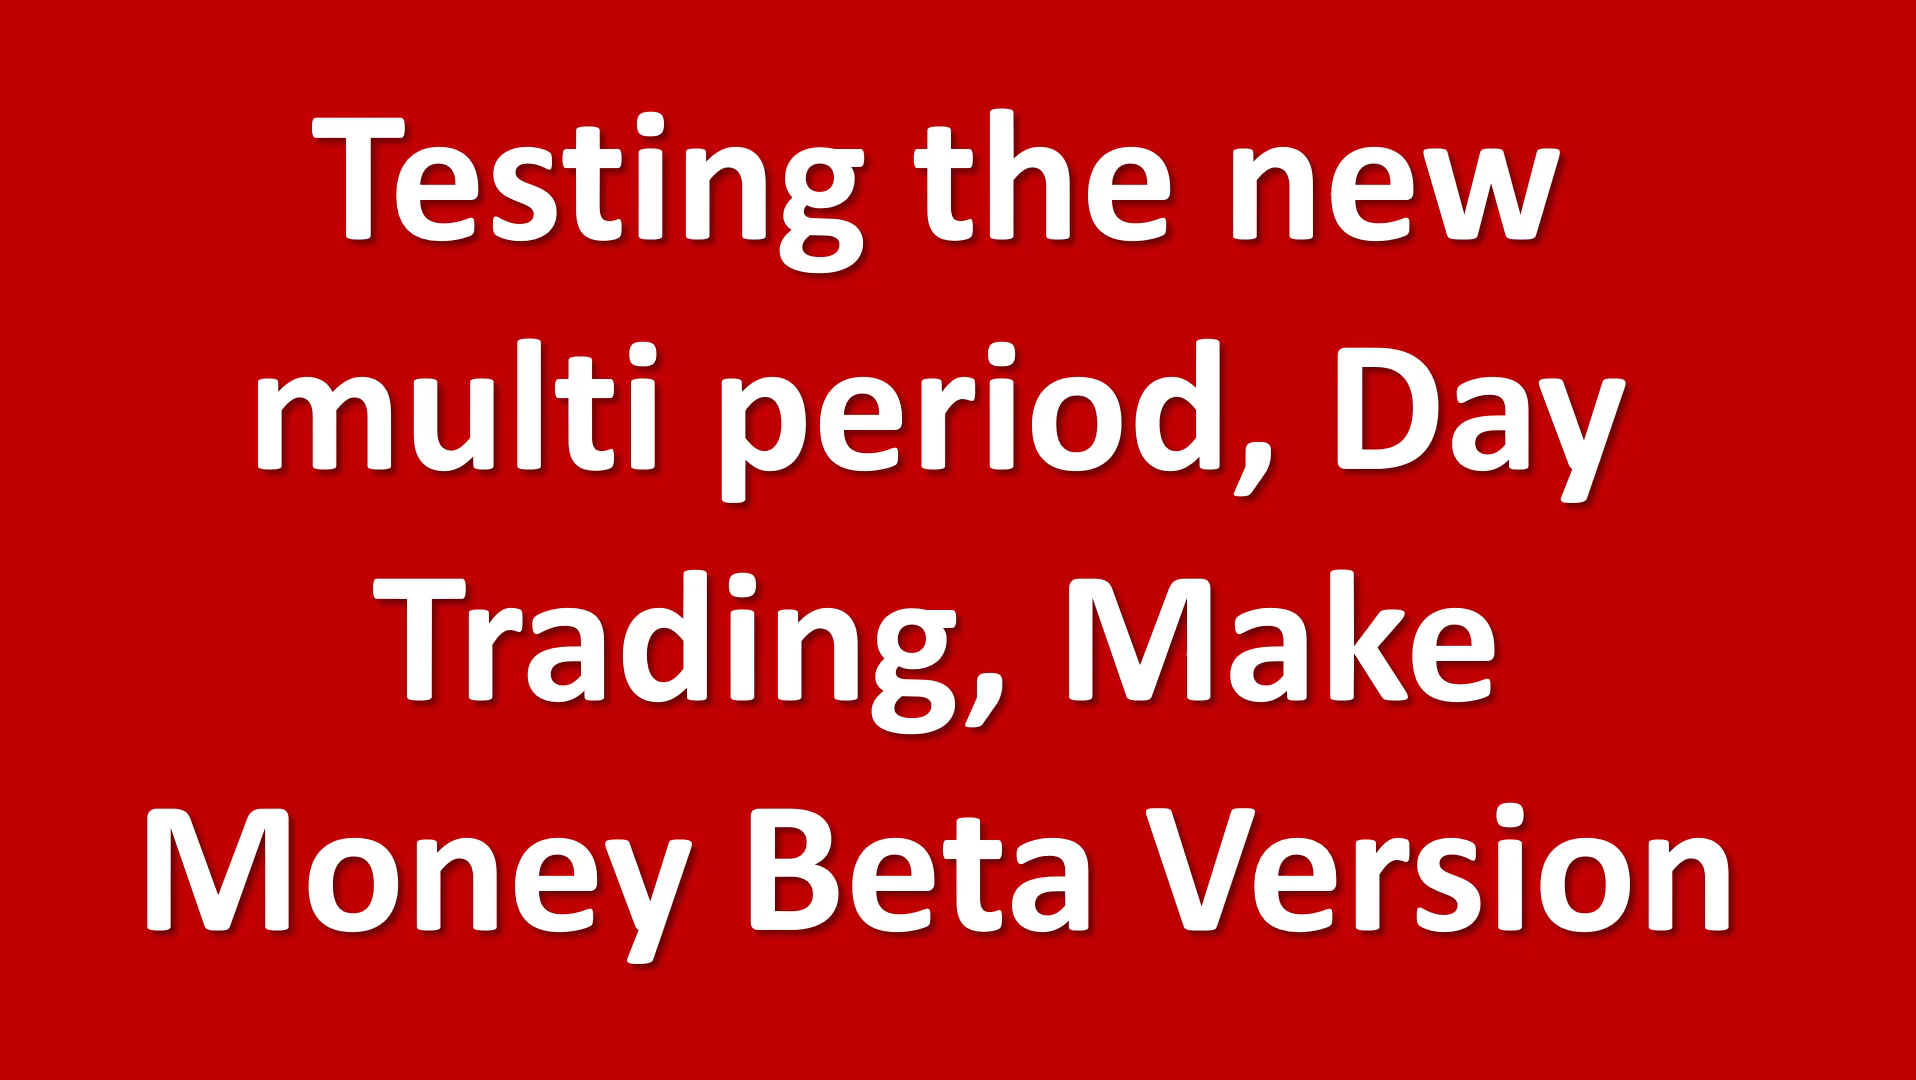 Testing the new
multi period, Day
Trading, Make
Money Beta Version